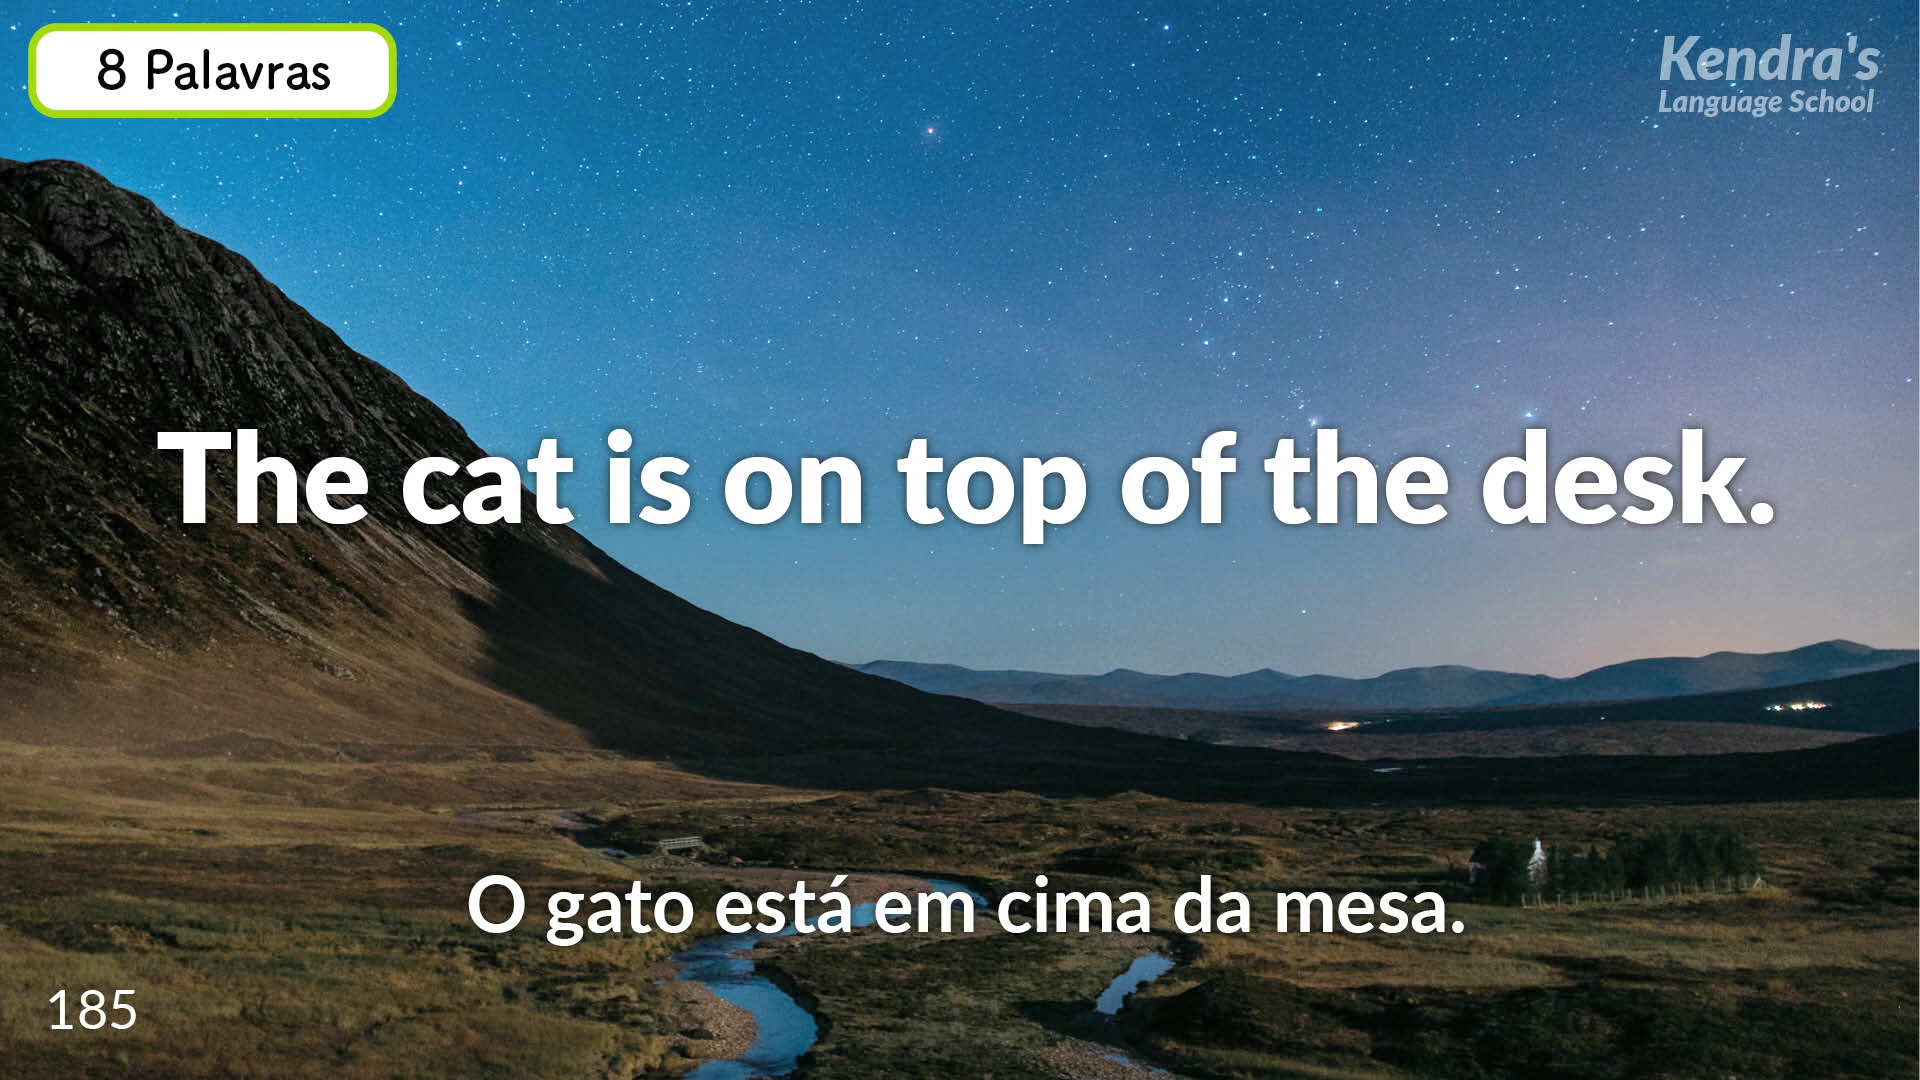 8 Palavras
Kendra's
Language School
The cat is on top of the desk.
O gato está em cima da mesa.
185